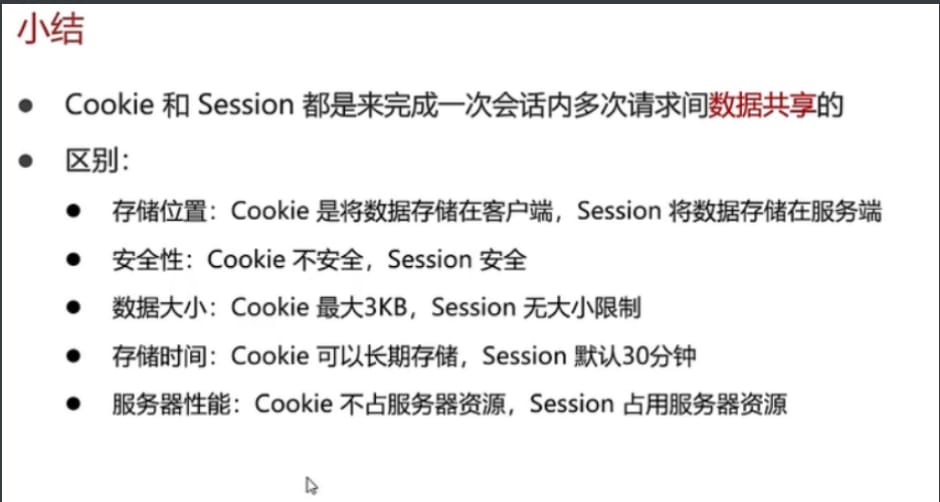 小结
● Cookie 和 Session 都是来完成一次会话内多次请求间数据共享的
● 区别：
● 存储位置：Cookie 是将数据存储在客户端，Session 将数据存储在服务端
● 安全性：Cookie 不安全，Session 安全
● 数据大小：Cookie 最大3KB，Session 无大小限制
● 存储时间：Cookie 可以长期存储，Session 默认30分钟
● 服务器性能：Cookie 不占服务器资源，Session 占用服务器资源